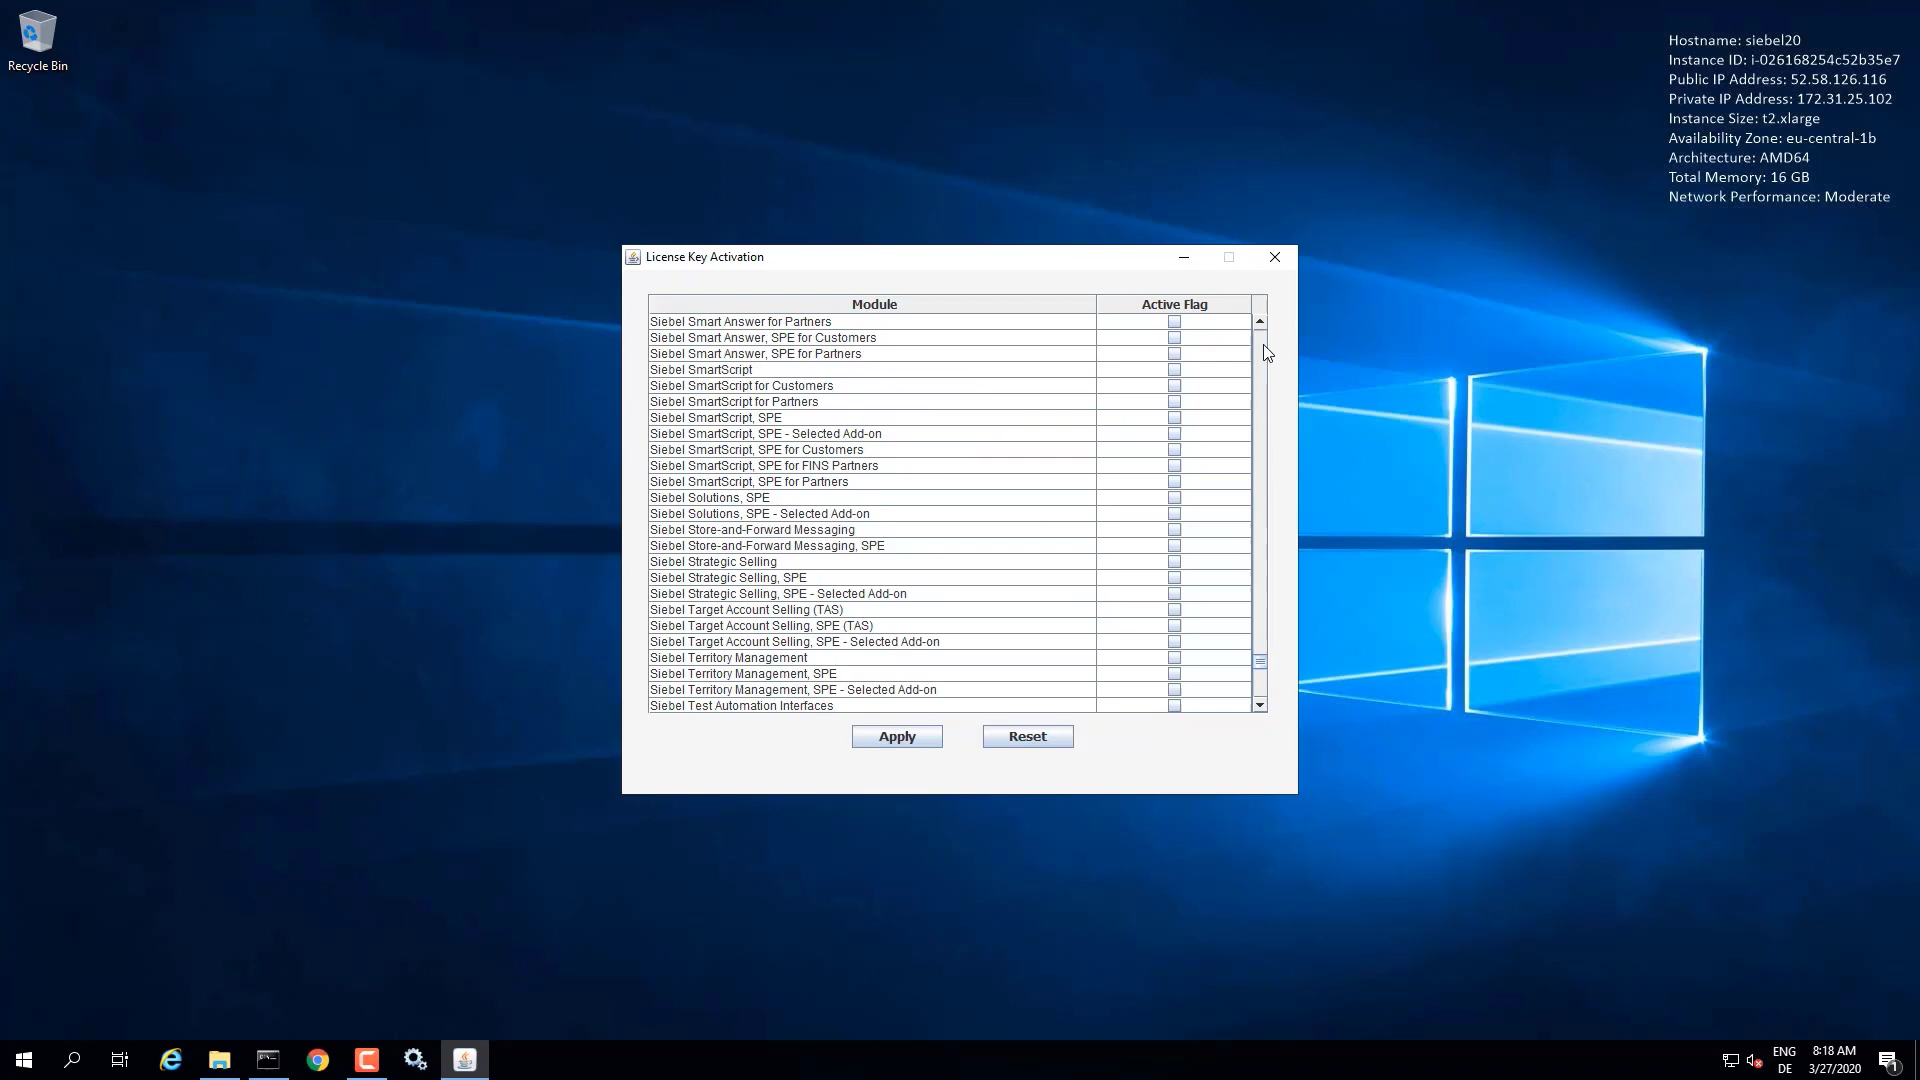 Recycle Bin
Hostname: siebel20
Instance ID: i-026168254c52b35e7
Public IP Address: 52.58.126.116
Private IP Address: 172.31.25.102
Instance Size: t2.xlarge
Availability Zone: eu-central-1b
Architecture: AMD64
Total Memory: 16 GB
Network Performance: Moderate
License Key Activation
Module Active Flag
Siebel Smart Answer for Partners
Siebel Smart Answer, SPE for Customers
Siebel Smart Answer, SPE for Partners
Siebel SmartScript
Siebel SmartScript for Customers
Siebel SmartScript for Partners
Siebel SmartScript, SPE
Siebel SmartScript, SPE - Selected Add-on
Siebel SmartScript, SPE for Customers
Siebel SmartScript, SPE for FINS Partners
Siebel SmartScript, SPE for Partners
Siebel Solutions, SPE
Siebel Solutions, SPE - Selected Add-on
Siebel Store-and-Forward Messaging
Siebel Store-and-Forward Messaging, SPE
Siebel Strategic Selling
Siebel Strategic Selling, SPE
Siebel Strategic Selling, SPE - Selected Add-on
Siebel Target Account Selling (TAS)
Siebel Target Account Selling, SPE (TAS)
Siebel Target Account Selling, SPE - Selected Add-on
Siebel Territory Management
Siebel Territory Management, SPE
Siebel Territory Management, SPE - Selected Add-on
Siebel Test Automation Interfaces
Apply Reset
ENG 8:18 AM
DE 3/27/2020
1